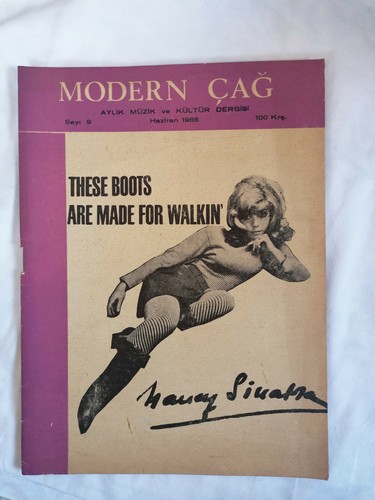 MODERN ÇAĞ
AYLIK MÜZİK ve KÜLTÜR DERGİSİ
Sayı 9 Haziran 1966 100 Krş.
THESE BOOTS
ARE MADE FOR WALKIN'
Nancy Sinatra